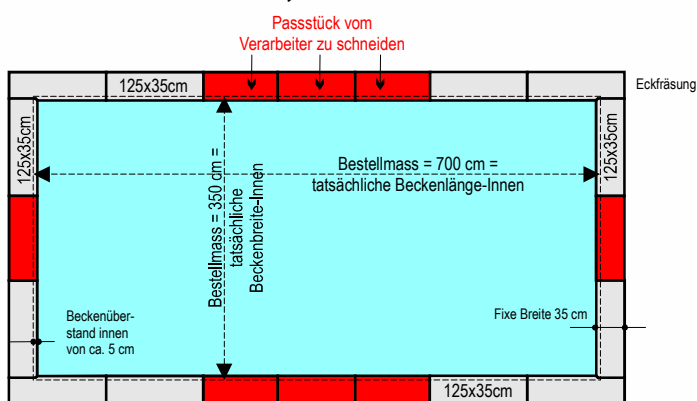 Passstück vom
Verarbeiter zu schneiden
125x35cm
Eckfräsung
125x35cm
125x35cm
Bestellmass = 700 cm =
tatsächliche Beckenlänge-Innen
Bestellmass = 350 cm =
tatsächliche
Beckenbreite-Innen
Beckenüber-
stand innen
von ca. 5 cm
Fixe Breite 35 cm
125x35cm